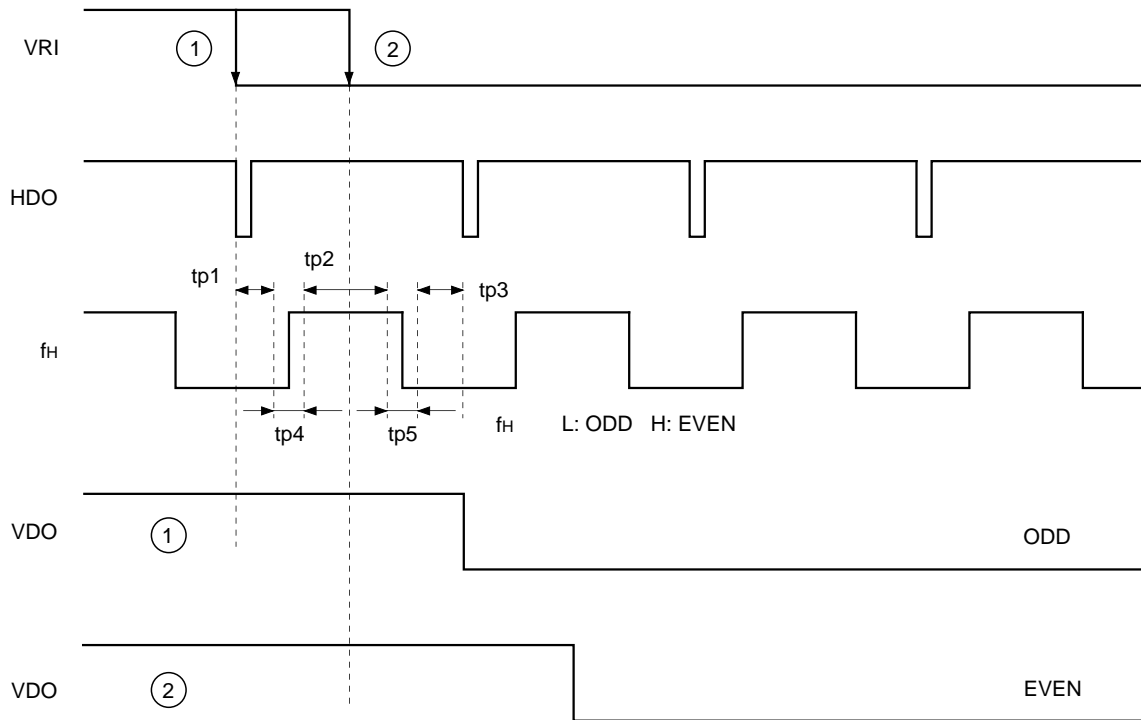 VRI
1
2
HDO
tp1
tp2
tp3
fH
tp4
tp5
fH L: ODD H: EVEN
VDO
1
ODD
VDO
2
EVEN